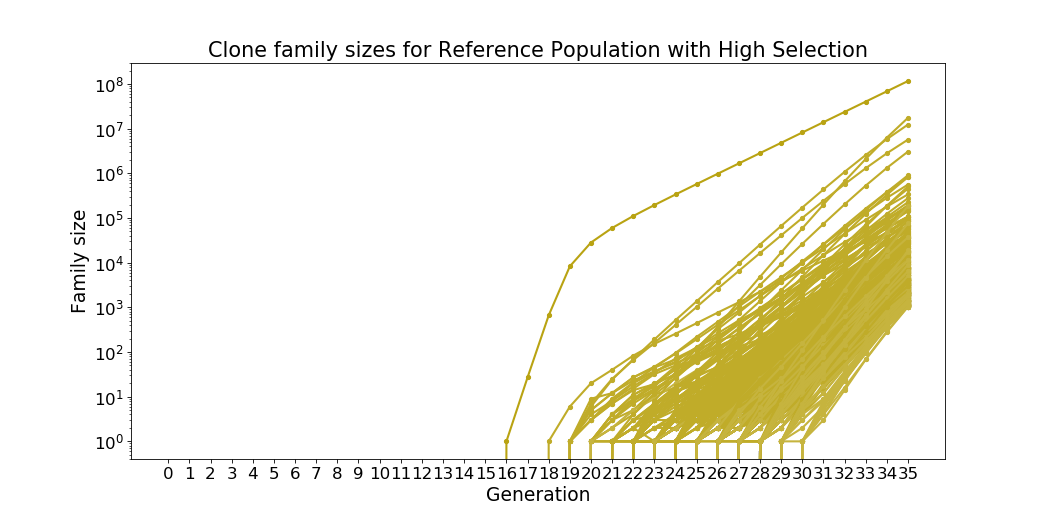 Clone family sizes for Reference Population with High Selection
10^8
10^7
10^6
10^5
10^4
10^3
10^2
10^1
10^0
Family size
0 1 2 3 4 5 6 7 8 9 10 11 12 13 14 15 16 17 18 19 20 21 22 23 24 25 26 27 28 29 30 31 32 33 34 35
Generation